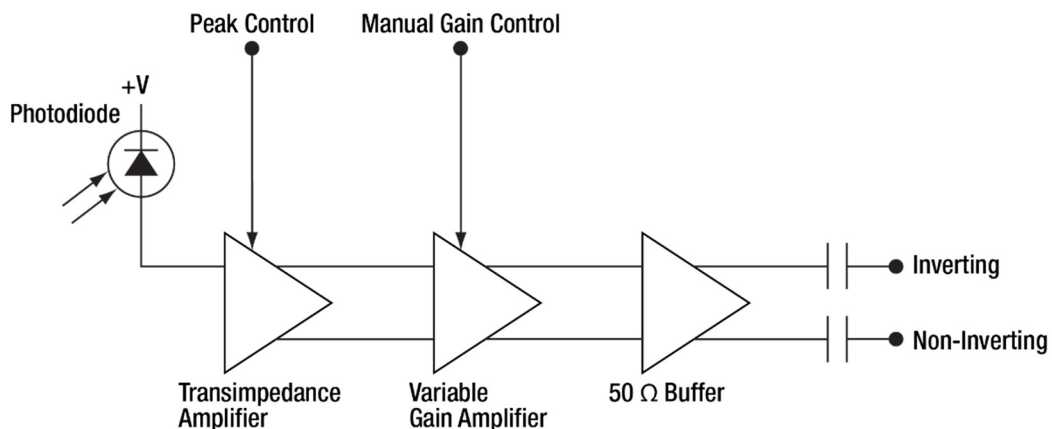 Peak Control
Manual Gain Control
+V
Photodiode
Inverting
Non-Inverting
Transimpedance
Amplifier
Variable
Gain Amplifier
50 Ω Buffer